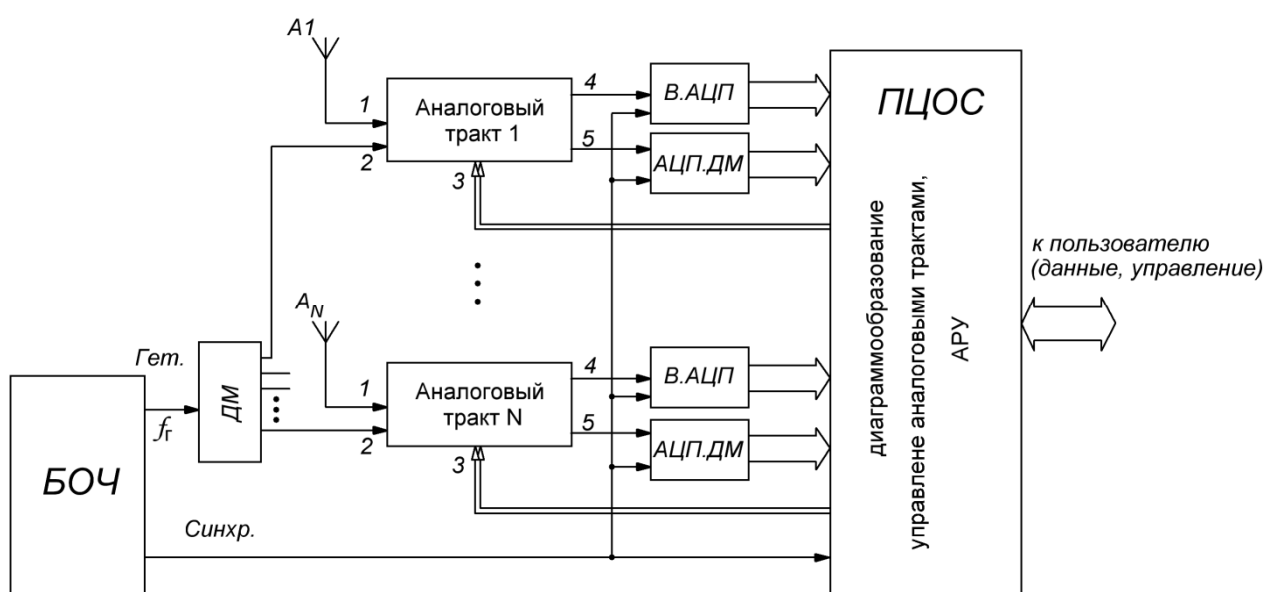 A1
1
2
3
Аналоговый
тракт 1
4
5
В.АЦП
АЦП.ДМ
ПЦОС
диаграммообразование
управлене аналоговыми трактами,
АРУ
к пользователю
(данные, управление)
AN
Гет.
fг
ДМ
1
2
3
Аналоговый
тракт N
4
5
В.АЦП
АЦП.ДМ
БОЧ
Синхр.